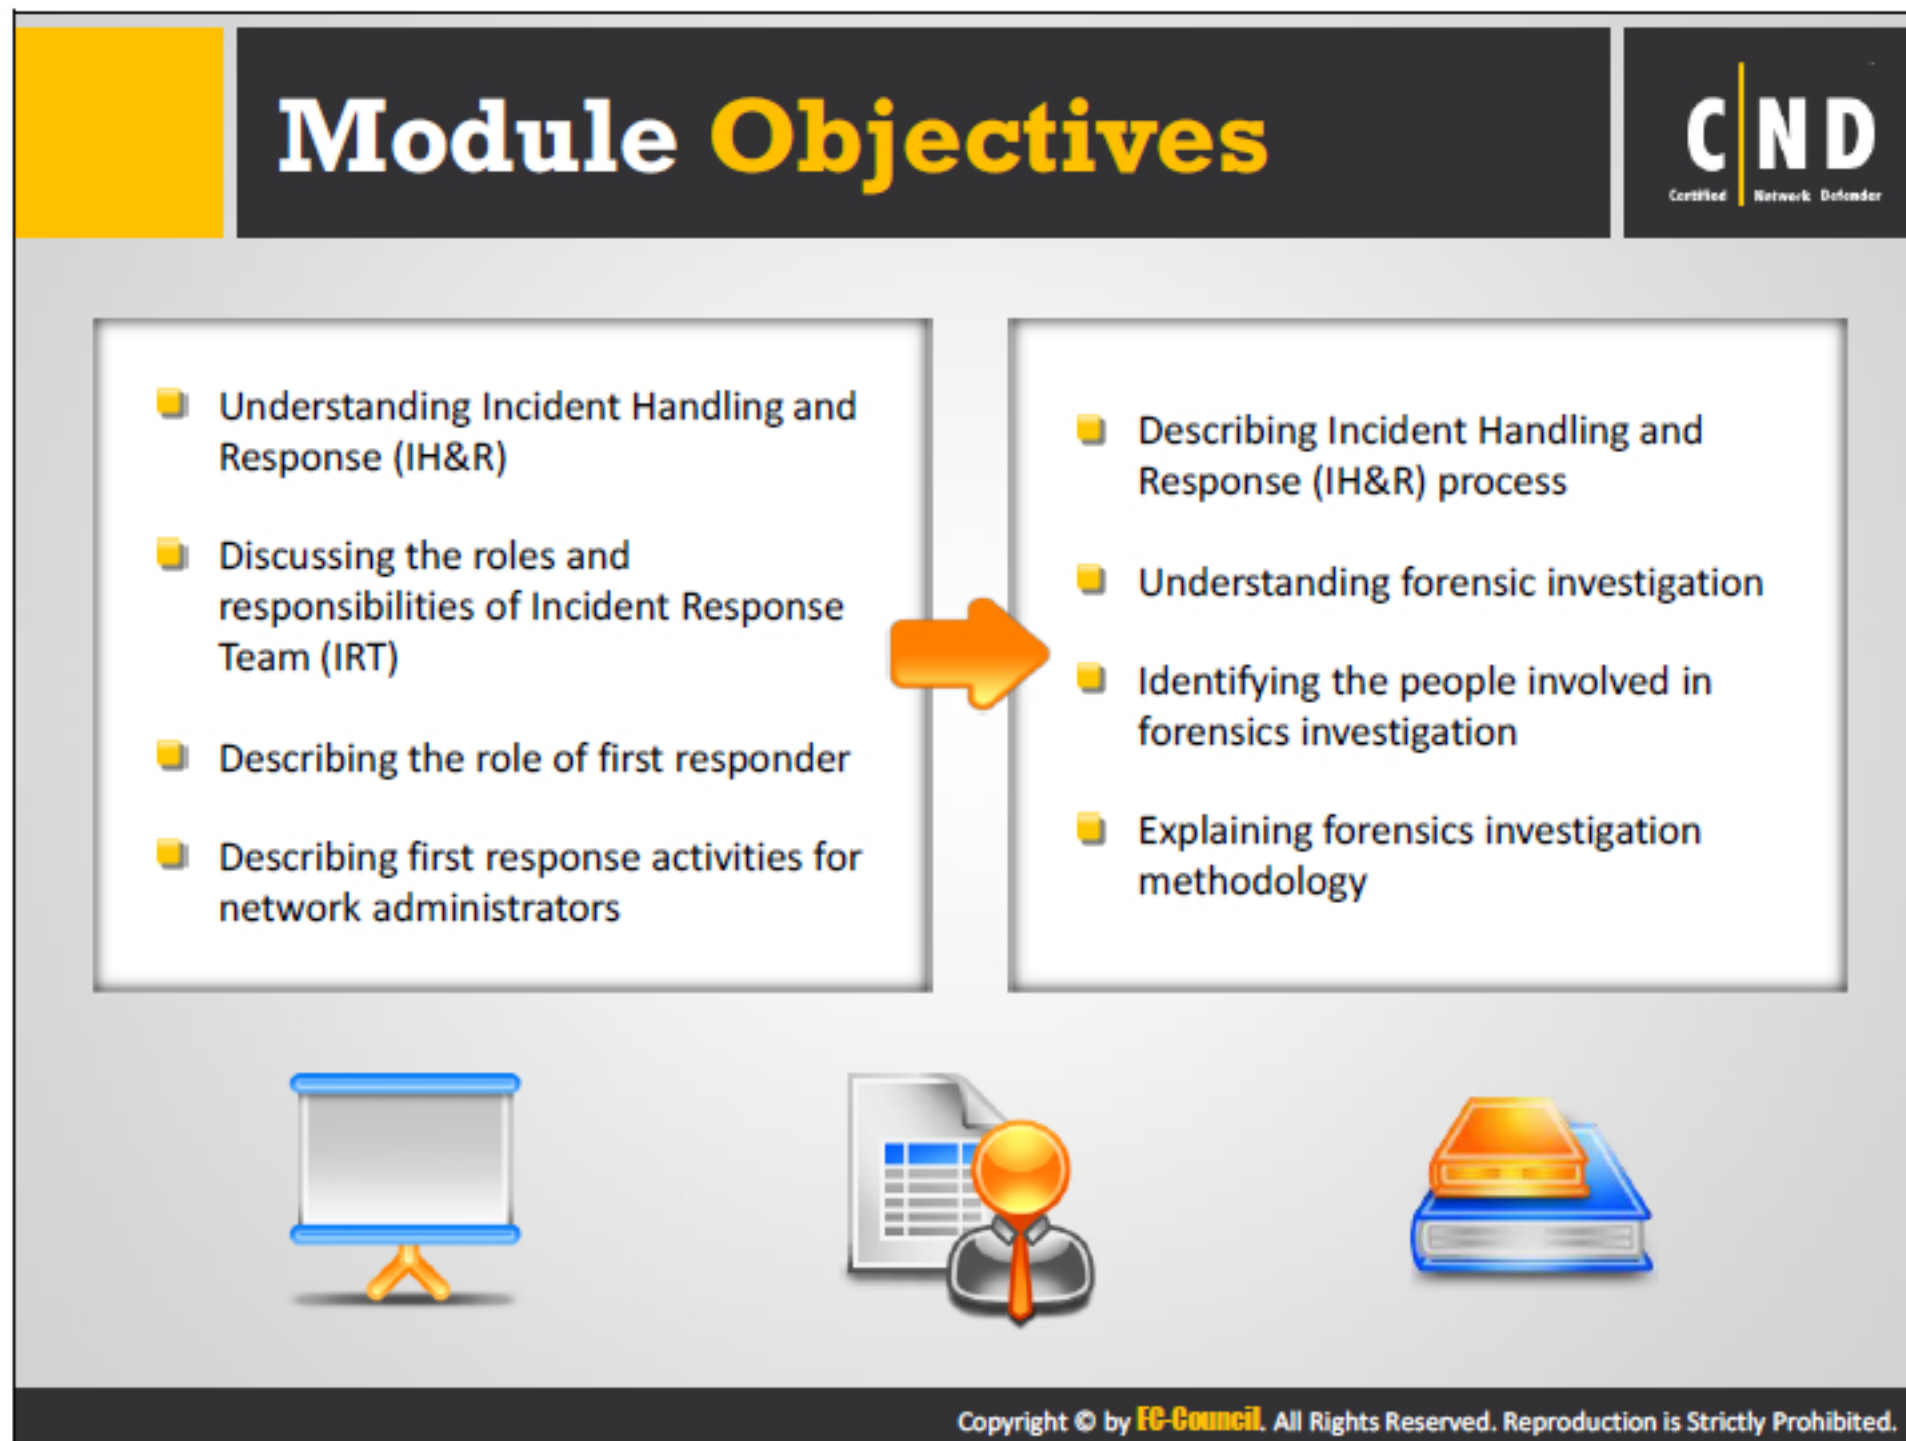 Module Objectives
C N D
Certified Network Defender
Understanding Incident Handling and
Response (IH&R)
Discussing the roles and
responsibilities of Incident Response
Team (IRT)
Describing the role of first responder
Describing first response activities for
network administrators
Describing Incident Handling and
Response (IH&R) process
Understanding forensic investigation
Identifying the people involved in
forensics investigation
Explaining forensics investigation
methodology
Copyright © by EC-Council. All Rights Reserved. Reproduction is Strictly Prohibited.